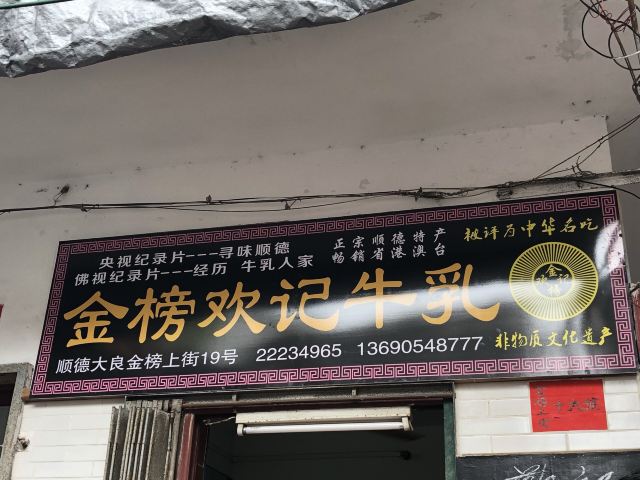 央视纪录片---寻味顺德
佛视纪录片---经历 牛乳人家
正宗顺德特产
畅销省港澳台
被评为中华名吃
金榜欢记牛乳
非物质文化遗产
顺德大良金榜上街19号 22234965 13690548777